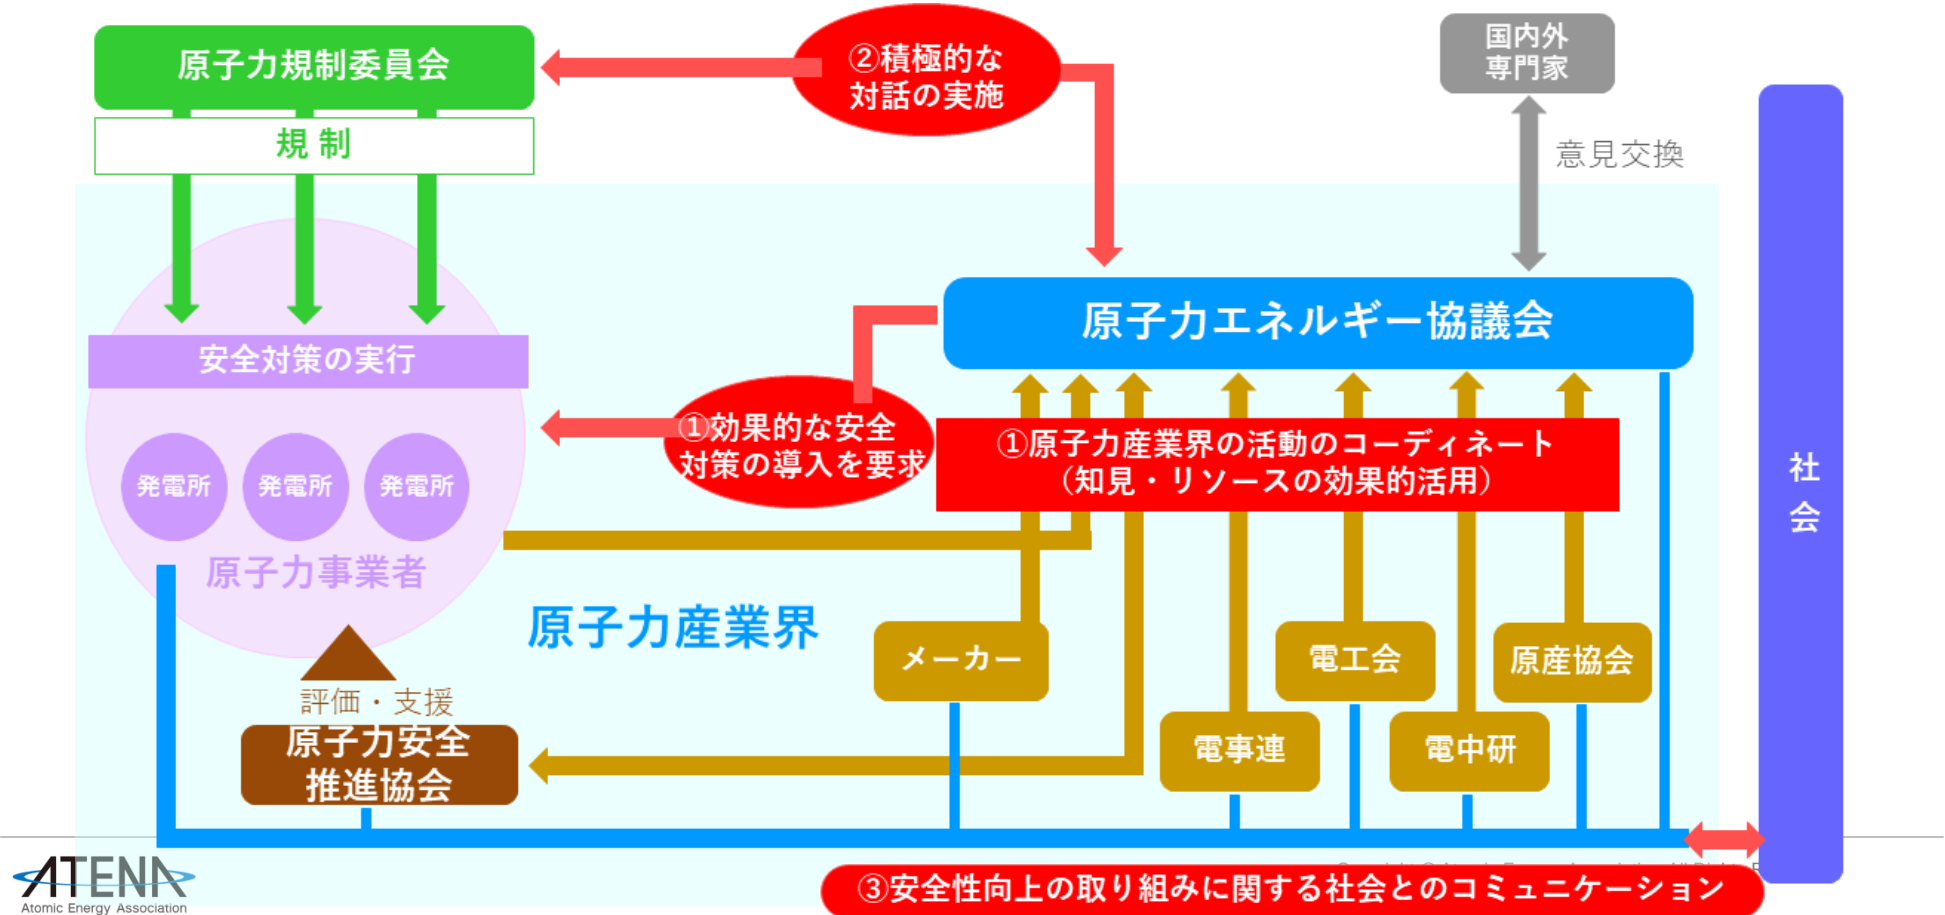 原子力規制委員会
②積極的な
対話の実施
国内外
専門家
規 制
意見交換
社
会
原子力エネルギー協議会
安全対策の実行
①効果的な安全
対策の導入を要求
①原子力産業界の活動のコーディネート
（知見・リソースの効果的活用）
発電所
発電所
発電所
原子力事業者
原子力産業界
メーカー
電工会
原産協会
評価・支援
原子力安全
推進協会
電事連
電中研
ATENA
Atomic Energy Association
③安全性向上の取り組みに関する社会とのコミュニケーション